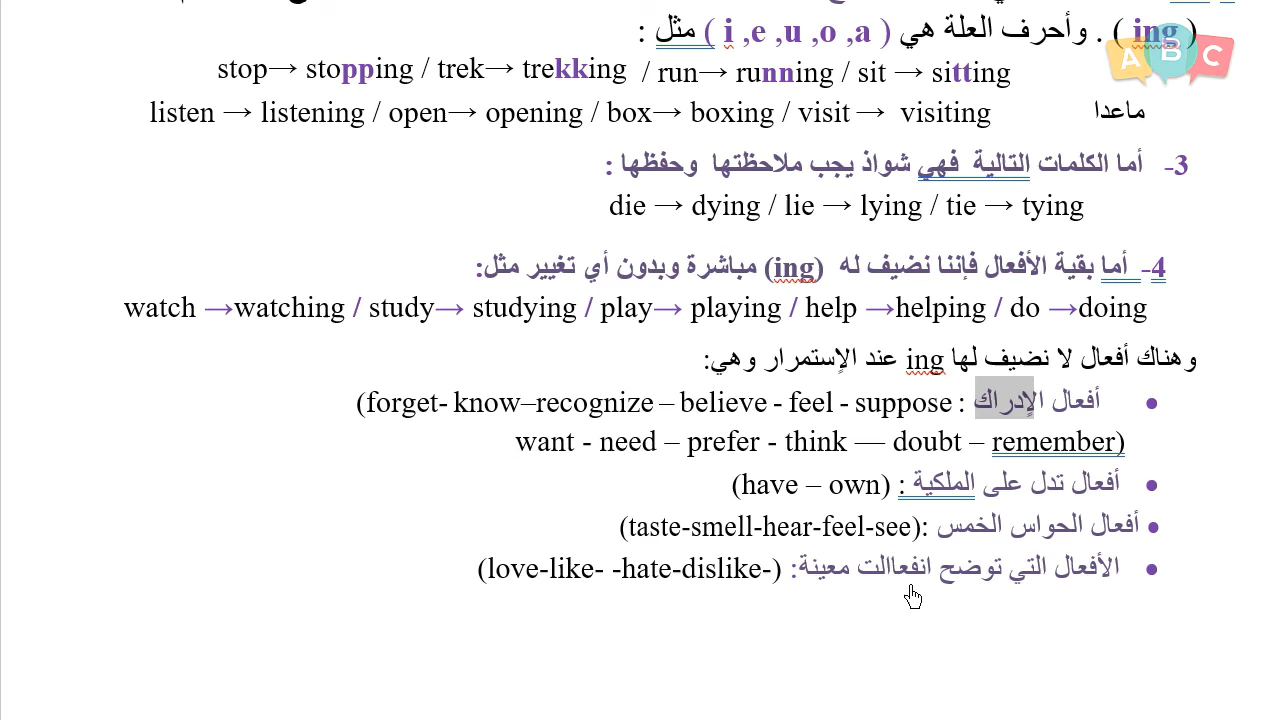 ( ing ) . وأحرف العلة هي ( i ,e ,u ,o ,a ) مثل :
stop→ stopping / trek→ trekking / run→ running / sit → sitting
ماعدا listen → listening / open→ opening / box→ boxing / visit → visiting
3- أما الكلمات التالية فهي شواذ يجب ملاحظتها وحفظها :
die → dying / lie → lying / tie → tying
4- أما بقية الأفعال فإننا نضيف له (ing) مباشرة وبدون أي تغيير مثل:
watch →watching / study→ studying / play→ playing / help →helping / do →doing
وهناك أفعال لا نضيف لها ing عند الإستمرار وهي:
• أفعال الإدراك : (forget- know–recognize – believe - feel - suppose
want - need – prefer - think –– doubt – remember)
• أفعال تدل على الملكية : (have – own)
• أفعال الحواس الخمس :(taste-smell-hear-feel-see)
• الأفعال التي توضح انفعاالت معينة: (love-like- -hate-dislike-)
ABC